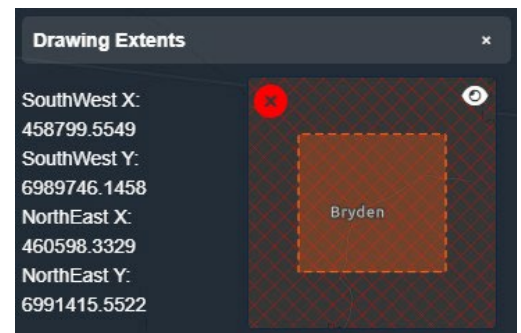 Drawing Extents
SouthWest X:
458799.5549
SouthWest Y:
6989746.1458
NorthEast X:
460598.3329
NorthEast Y:
6991415.5522
Bryden